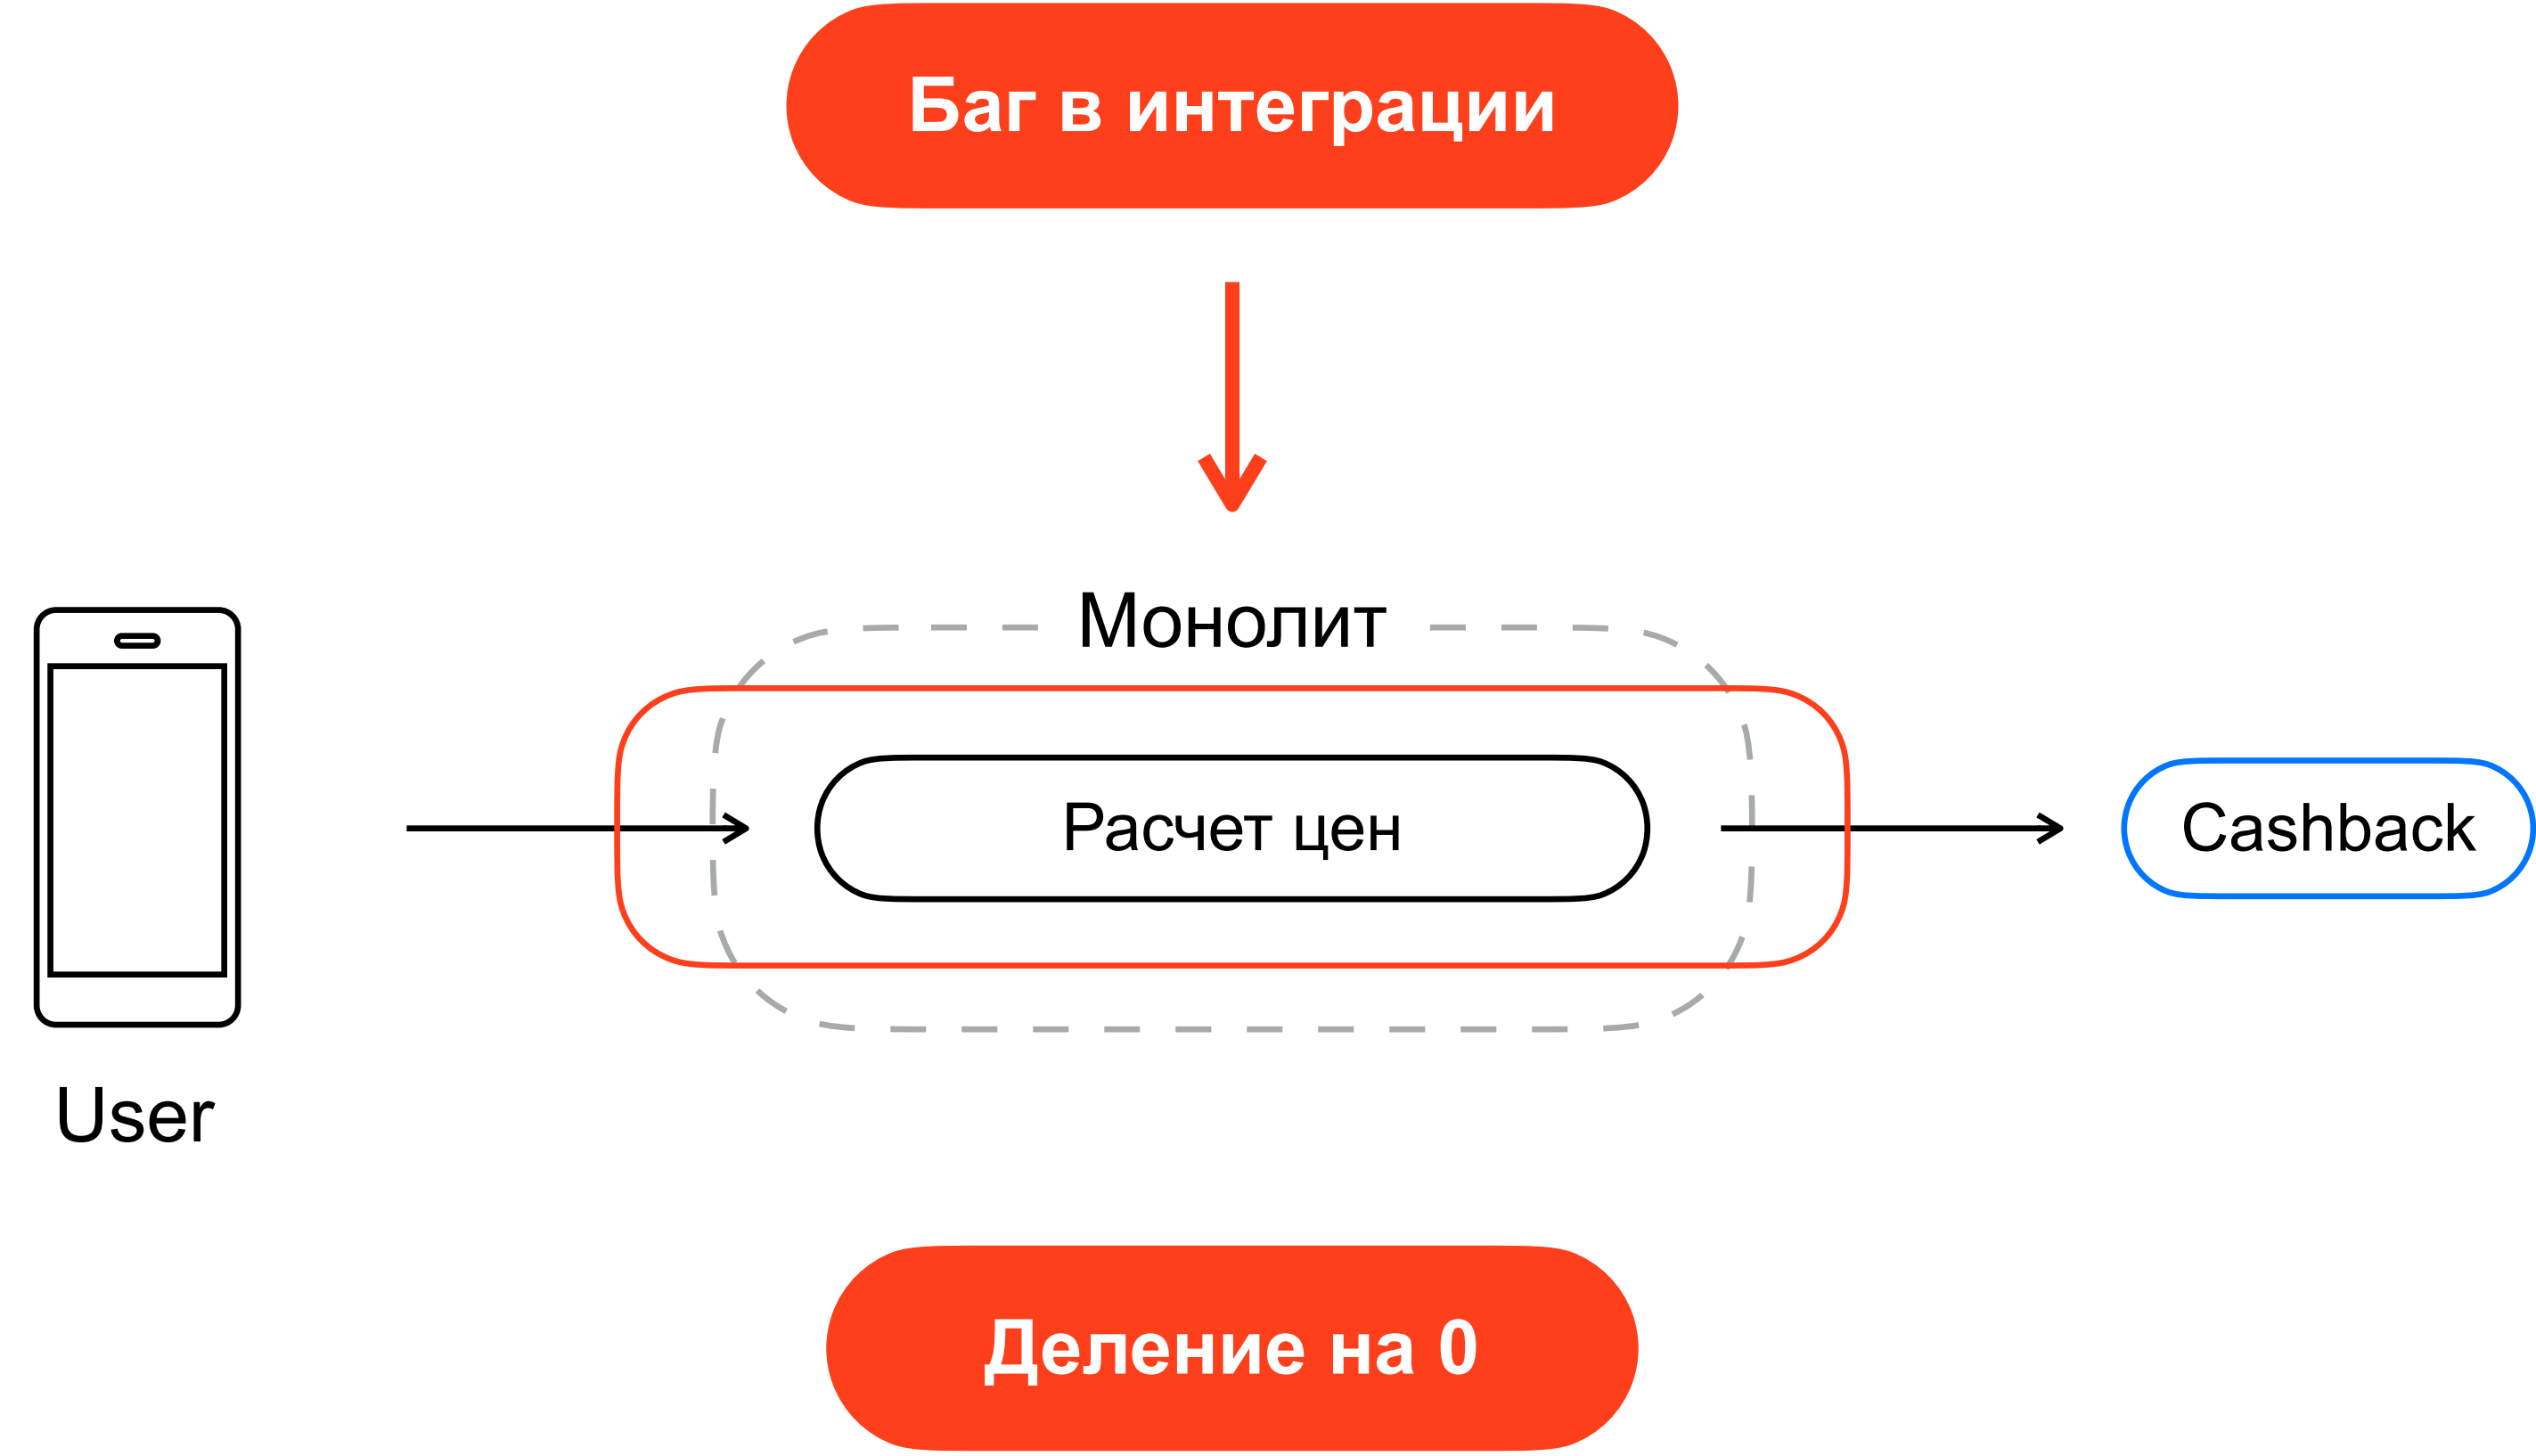 Баг в интеграции
Монолит
Расчет цен
Cashback
User
Деление на 0